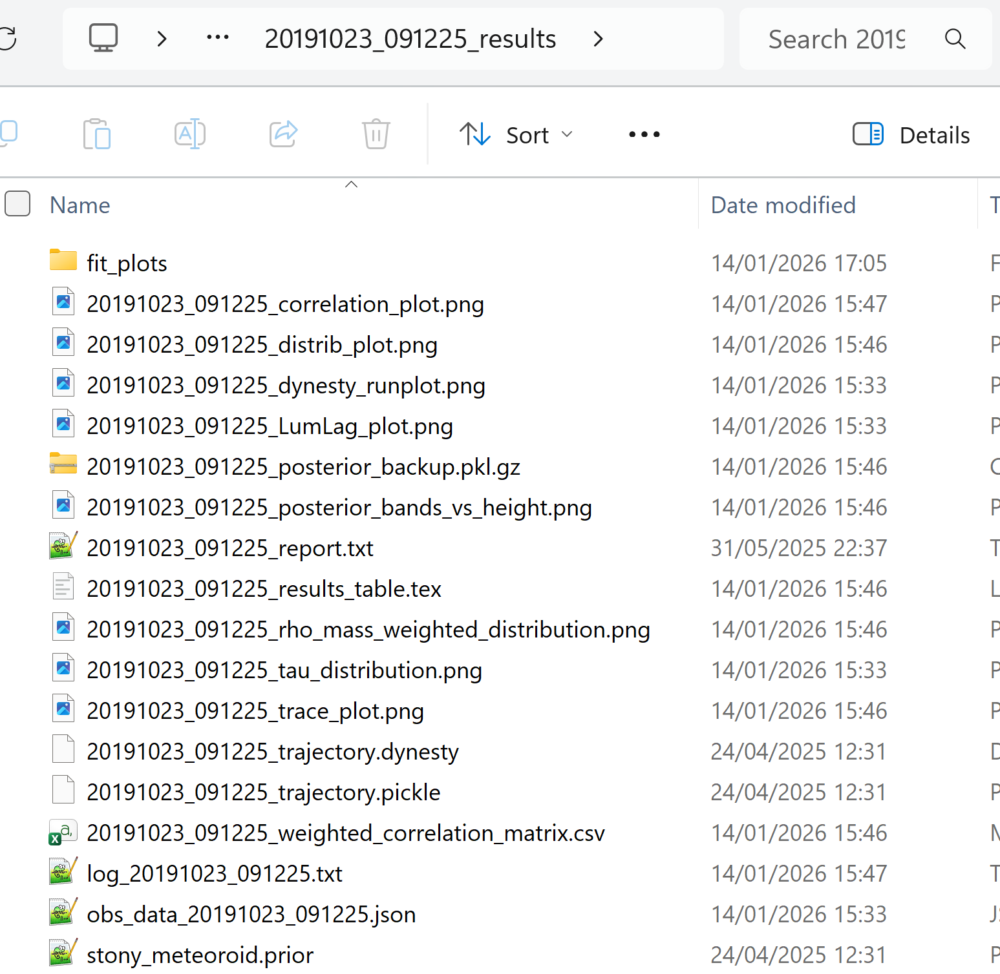 20191023_091225_results
Search 2019
Sort
Details
Name Date modified T
fit_plots 14/01/2026 17:05 F
20191023_091225_correlation_plot.png 14/01/2026 15:47 P
20191023_091225_distrib_plot.png 14/01/2026 15:46 P
20191023_091225_dynesty_runplot.png 14/01/2026 15:33 P
20191023_091225_LumLag_plot.png 14/01/2026 15:33 P
20191023_091225_posterior_backup.pkl.gz 14/01/2026 15:46 C
20191023_091225_posterior_bands_vs_height.png 14/01/2026 15:46 P
20191023_091225_report.txt 31/05/2025 22:37 T
20191023_091225_results_table.tex 14/01/2026 15:46 L
20191023_091225_rho_mass_weighted_distribution.png 14/01/2026 15:46 P
20191023_091225_tau_distribution.png 14/01/2026 15:33 P
20191023_091225_trace_plot.png 14/01/2026 15:46 P
20191023_091225_trajectory.dynesty 24/04/2025 12:31 D
20191023_091225_trajectory.pickle 24/04/2025 12:31 P
20191023_091225_weighted_correlation_matrix.csv 14/01/2026 15:46 M
log_20191023_091225.txt 14/01/2026 15:47 T
obs_data_20191023_091225.json 14/01/2026 15:33 JS
stony_meteoroid.prior 24/04/2025 12:31 P